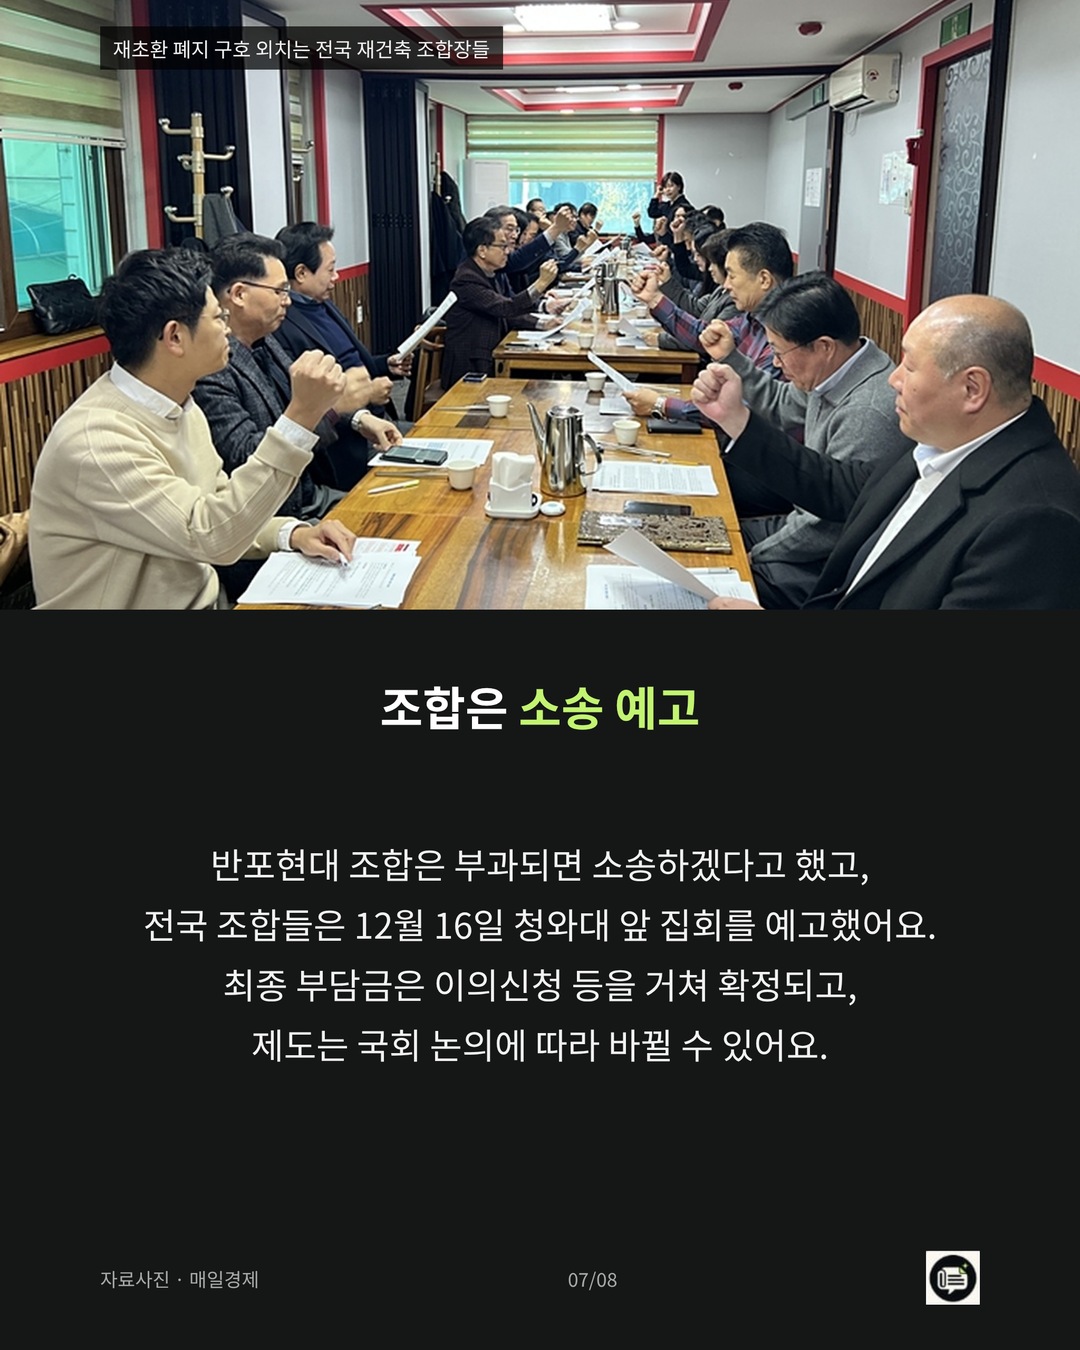 재초환 폐지 구호 외치는 전국 재건축 조합장들
조합은 소송 예고
반포현대 조합은 부과되면 소송하겠다고 했고,
전국 조합들은 12월 16일 청와대 앞 집회를 예고했어요.
최종 부담금은 이의신청 등을 거쳐 확정되고,
제도는 국회 논의에 따라 바뀔 수 있어요.
자료사진 · 매일경제
07/08